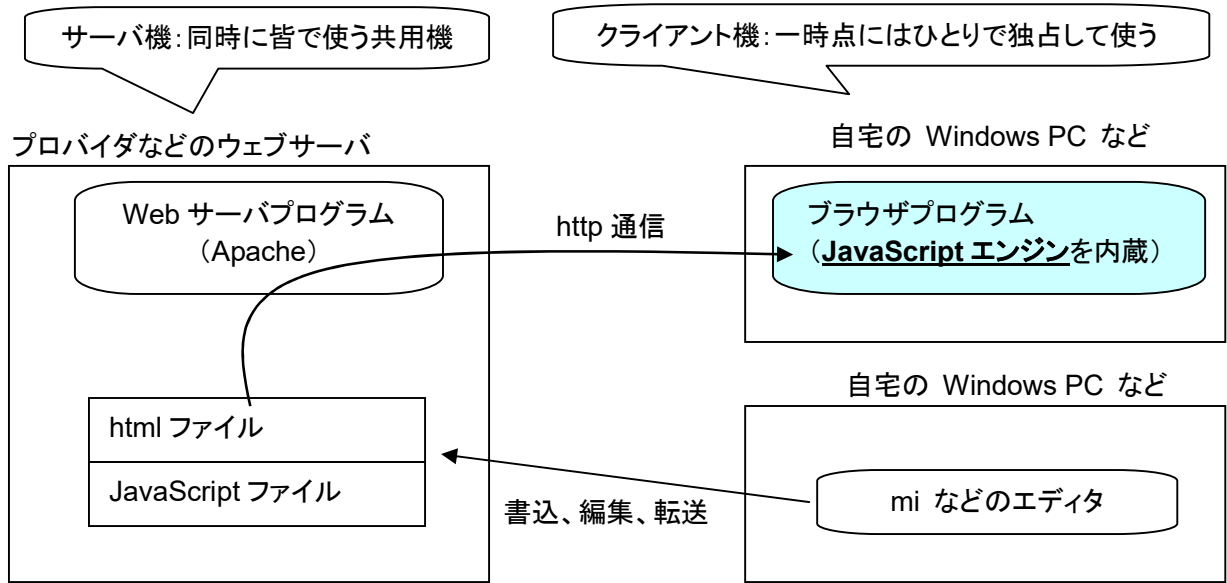 サーバ機：同時に皆で使う共用機
クライアント機：一時点にはひとりで独占して使う
プロバイダなどのウェブサーバ
自宅の Windows PC など
Web サーバプログラム
（Apache）
http 通信
ブラウザプログラム
（JavaScript エンジンを内蔵）
自宅の Windows PC など
html ファイル
JavaScript ファイル
書込、編集、転送
mi などのエディタ